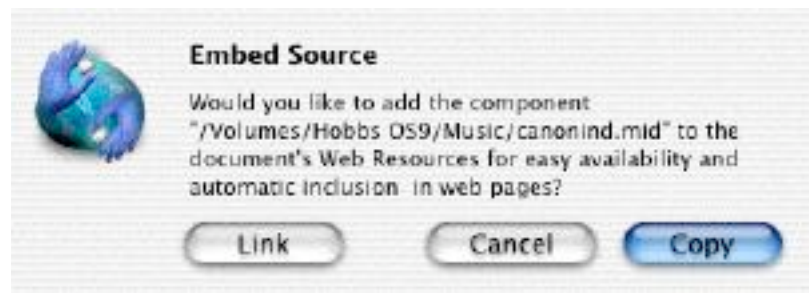 Embed Source
Would you like to add the component
"/Volumes/Hobbs OS9/Music/canonind.mid" to the
document's Web Resources for easy availability and
automatic inclusion in web pages?
Link Cancel Copy